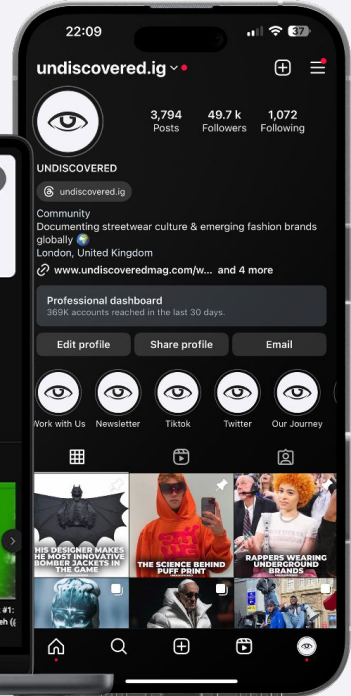 22:09
37
undiscovered.ig
3,794 49.7 k 1,072
Posts Followers Following
UNDISCOVERED
undiscovered.ig
Community
Documenting streetwear culture & emerging fashion brands
globally
London, United Kingdom
www.undiscoveredmag.com/w... and 4 more
Professional dashboard
369K accounts reached in the last 30 days.
Edit profile Share profile Email
Work with Us Newsletter Tiktok Twitter Our Journey
HIS DESIGNER MAKES
HE MOST INNOVATIVE
BOMBER JACKETS IN
THE GAME
THE SCIENCE BEHIND
PUFF PRINT
RAPPERS WEARING
UNDERGROUND
BRANDS
#1:
eh (@